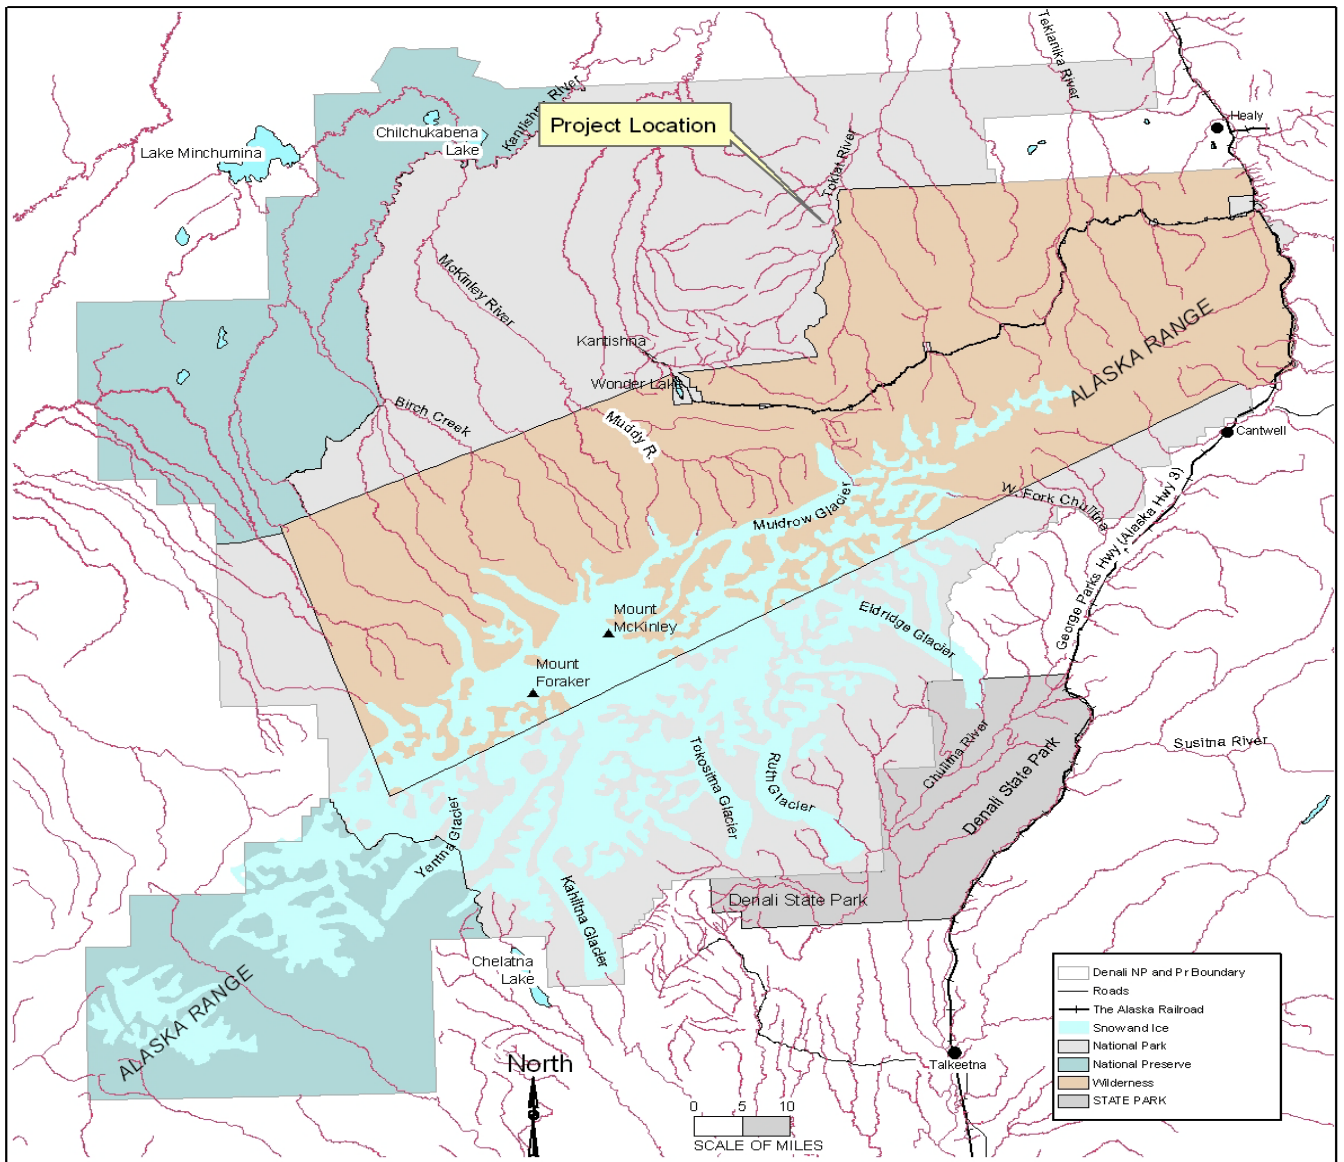 Teklanika River
Kantishna River
Project Location
Healy
Chilchukabena
Lake
Lake Minchumina
Toklat River
McKinley River
ALASKA RANGE
Kantishna
Wonder Lake
Birch Creek
Muddy R.
Cantwell
Muldrow Glacier
W. Fork Chulitna
George Parks Hwy (Alaska Hwy 3)
Mount
McKinley
Eldridge Glacier
Mount
Foraker
Chulitna River
Susitna River
Tokositna Glacier
Ruth Glacier
Denali State Park
Yentna Glacier
Kahiltna Glacier
Denali State Park
Chelatna
Lake
ALASKA RANGE
North
Talkeetna
0 5 10
SCALE OF MILES
Denali NP and Pr Boundary
Roads
The Alaska Railroad
Snow and Ice
National Park
National Preserve
Wilderness
STATE PARK